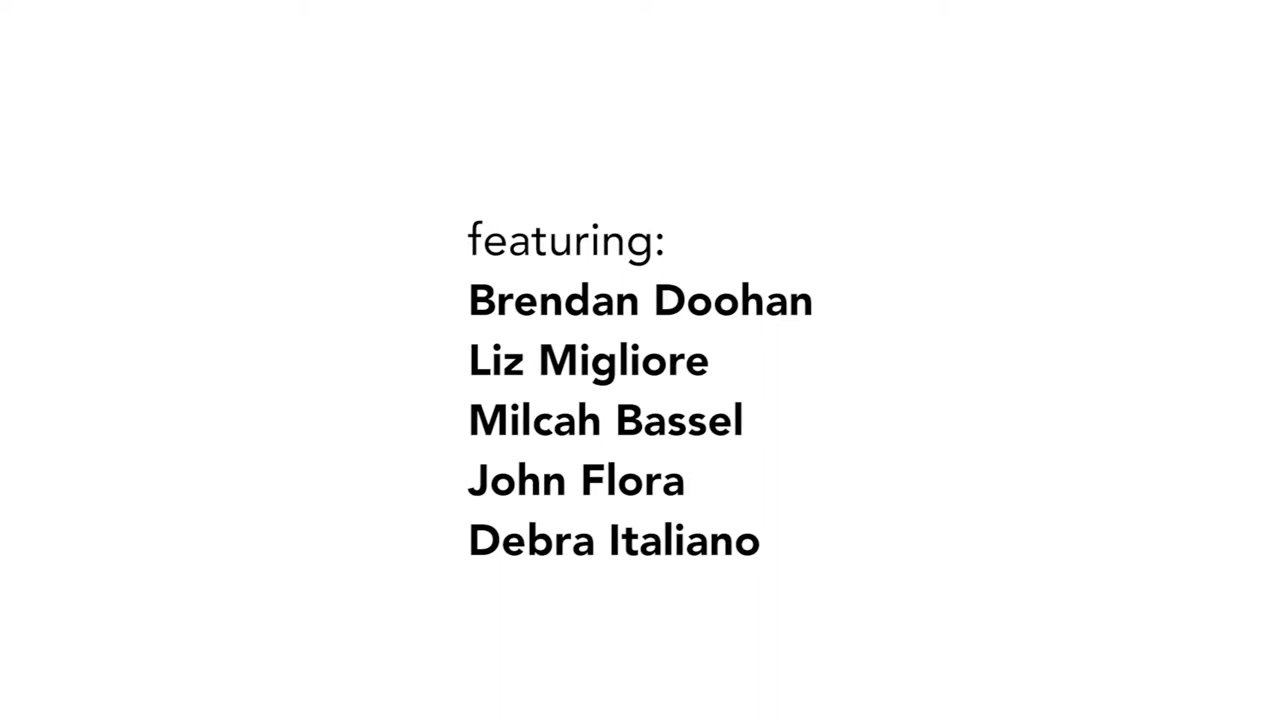 featuring:
Brendan Doohan
Liz Migliore
Milcah Bassel
John Flora
Debra Italiano